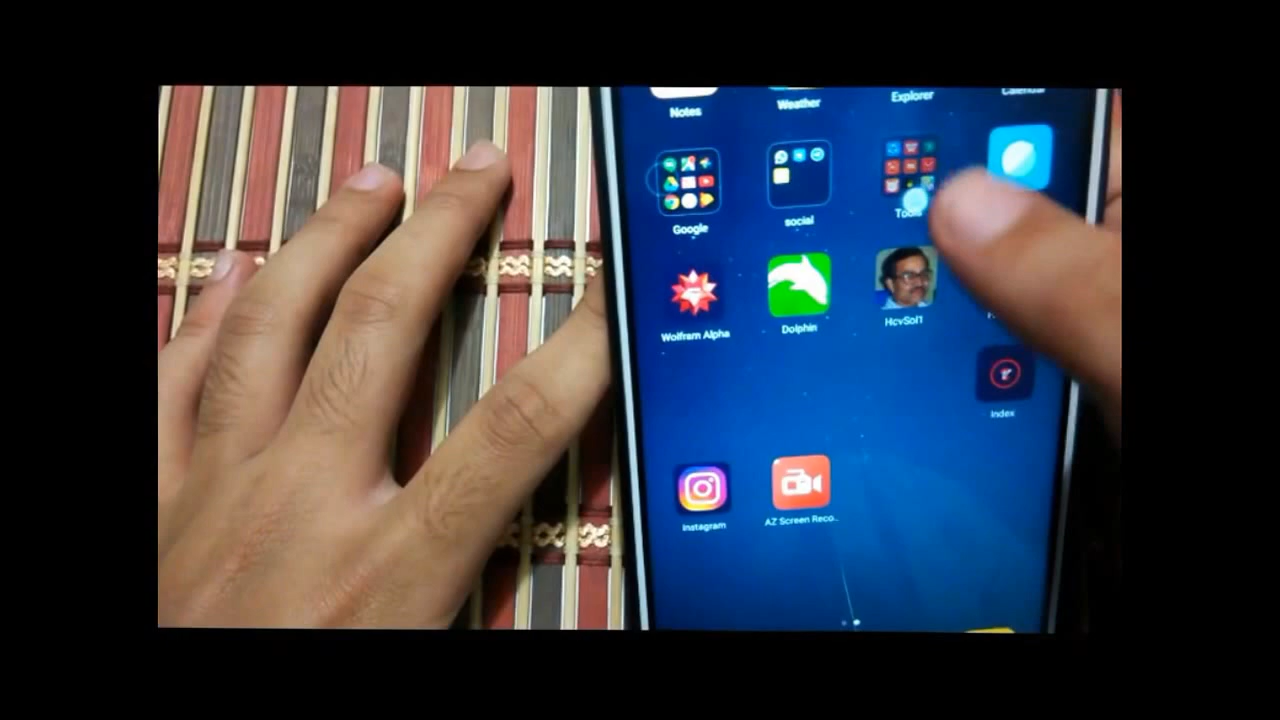 Notes
Weather
Explorer
Calendar
Google
social
Tools
Wolfram Alpha
Dolphin
HcvSol1
Index
Instagram
AZ Screen Reco..